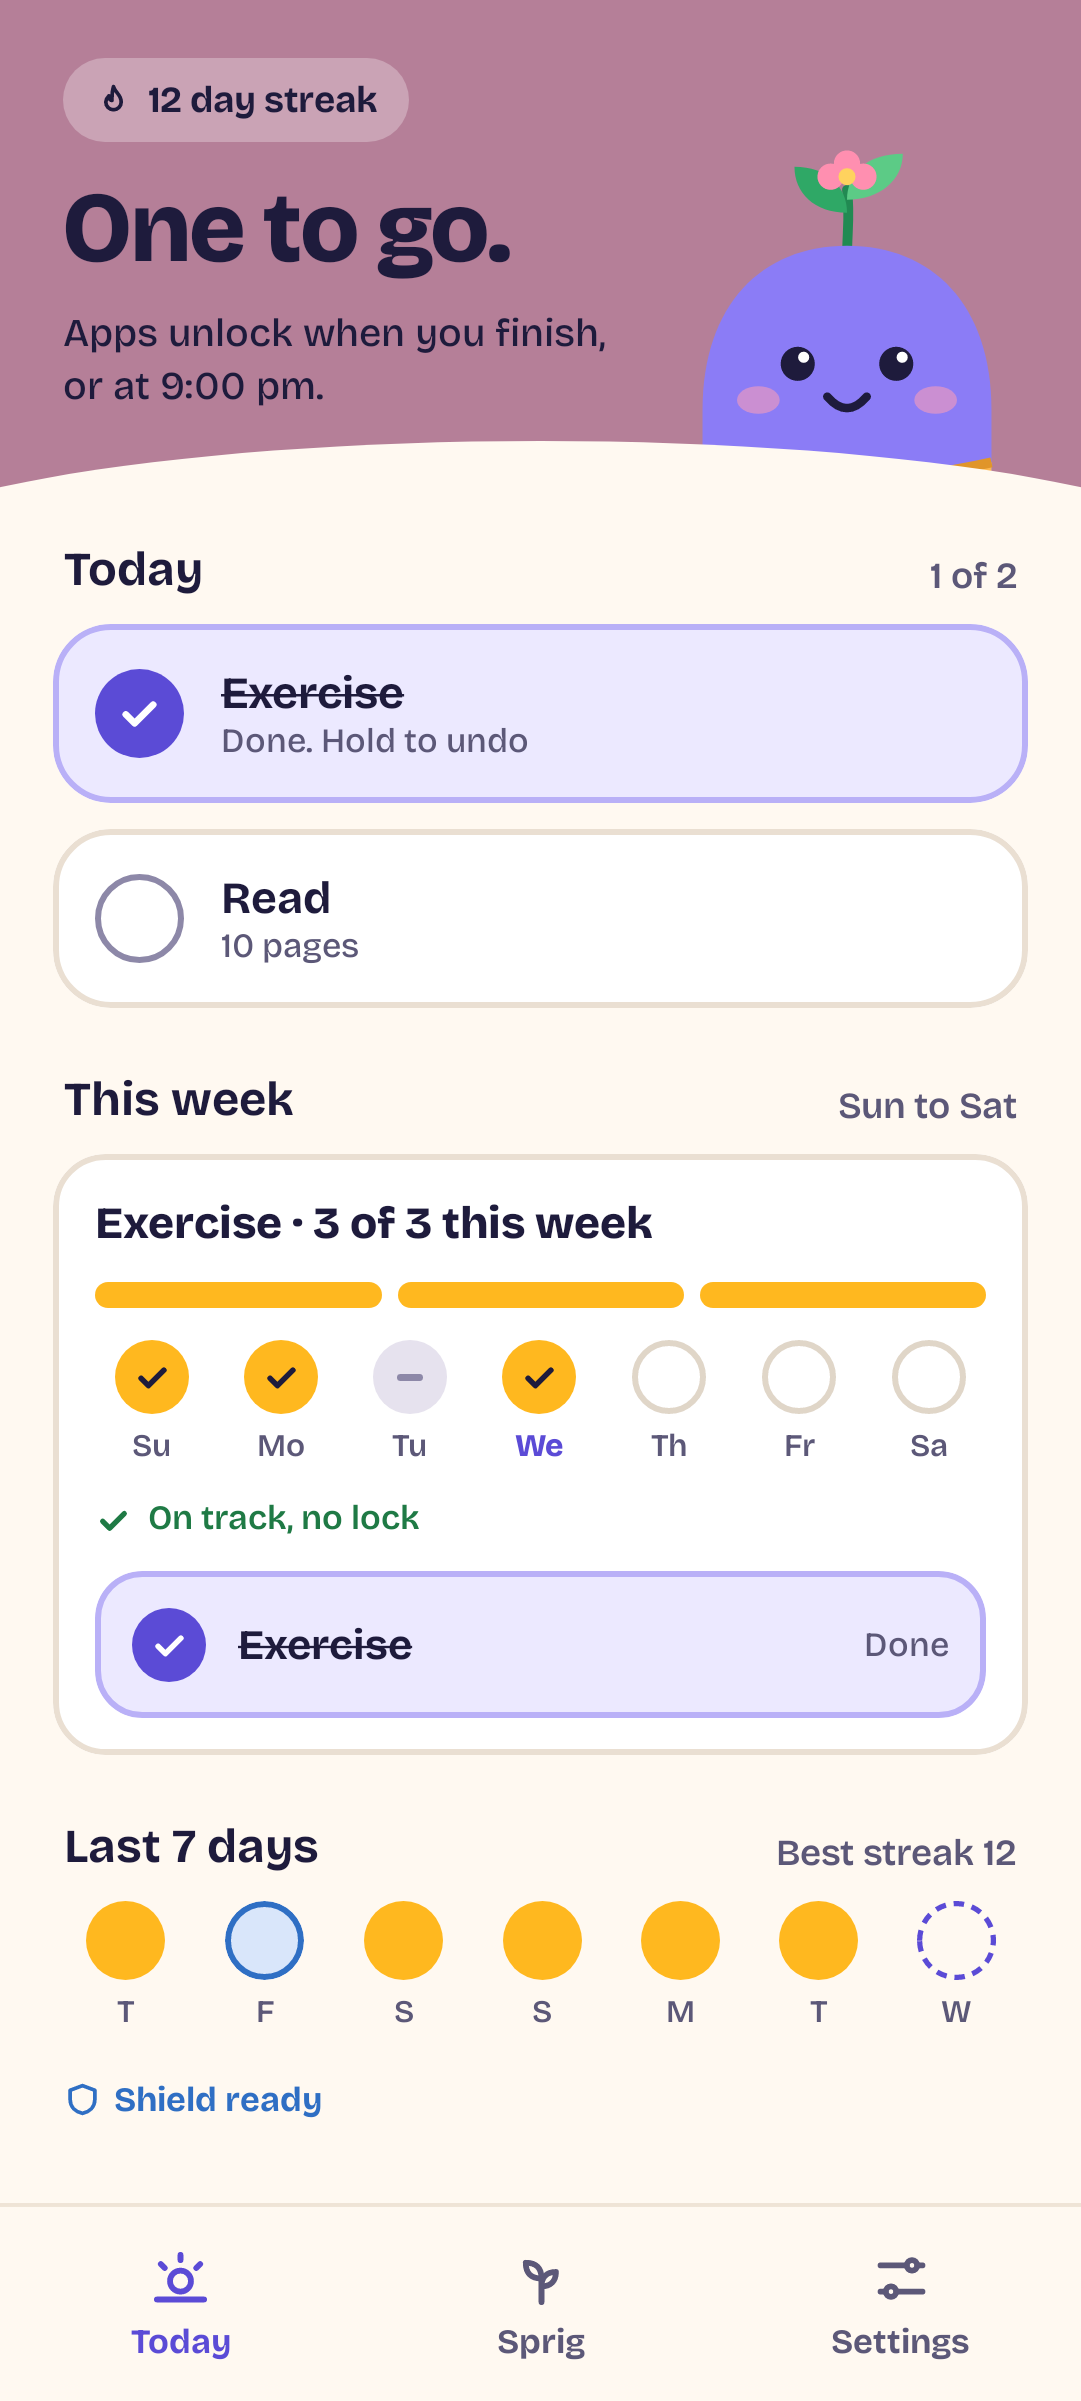 12 day streak
One to go.
Apps unlock when you finish,
or at 9:00 pm.
Today
1 of 2
Exercise
Done. Hold to undo
Read
10 pages
This week
Sun to Sat
Exercise · 3 of 3 this week
Su Mo Tu We Th Fr Sa
On track, no lock
Exercise
Done
Last 7 days
Best streak 12
T F S S M T W
Shield ready
Today
Sprig
Settings